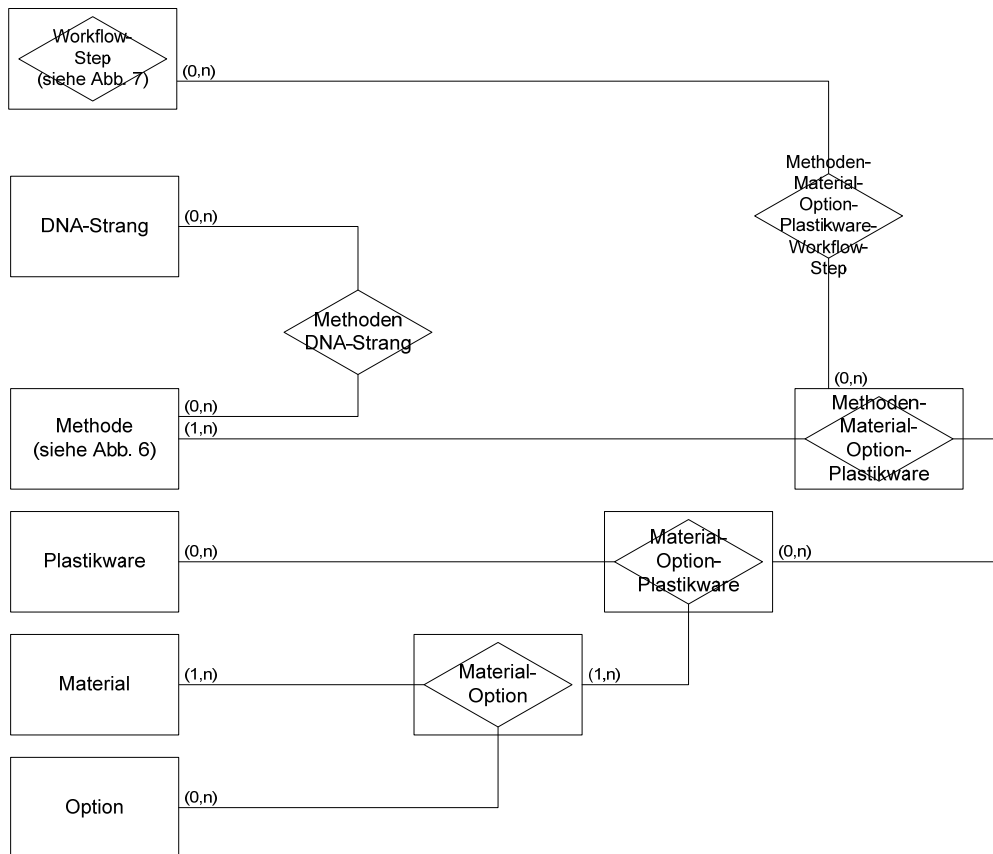 Workflow-
Step
(siehe Abb. 7)
(0,n)
Methoden-
Material-
Option-
Plastikware-
Workflow-
Step
DNA-Strang
(0,n)
Methoden
DNA-Strang
(0,n)
Methode
(siehe Abb. 6)
(1,n)
(0,n)
Methoden-
Material-
Option-
Plastikware
Plastikware
(0,n)
Material-
Option-
Plastikware
(0,n)
Material
(1,n)
Material-
Option
(1,n)
Option
(0,n)